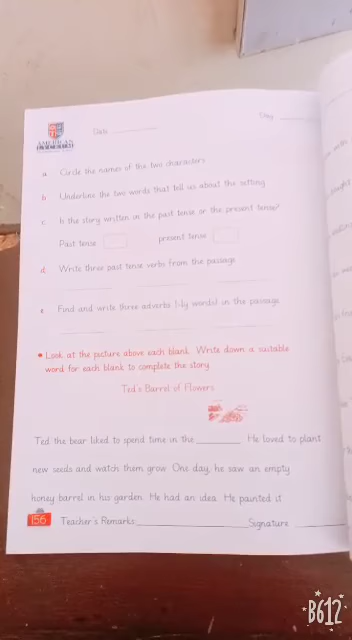 AMERICAN
LYCEUM
Date
Day
a Circle the names of the two characters
b Underline the two words that tell us about the setting
c Is the story written in the past tense or the present tense?
Past tense present tense
d Write three past tense verbs from the passage
e Find and write three adverbs (-ly words) in the passage
• Look at the picture above each blank. Write down a suitable
word for each blank to complete the story
Ted's Barrel of Flowers
Ted the bear liked to spend time in the ________. He loved to plant
new seeds and watch them grow. One day, he saw an empty
honey barrel in his garden. He had an idea. He painted it
156 Teacher's Remarks: Signature
B612